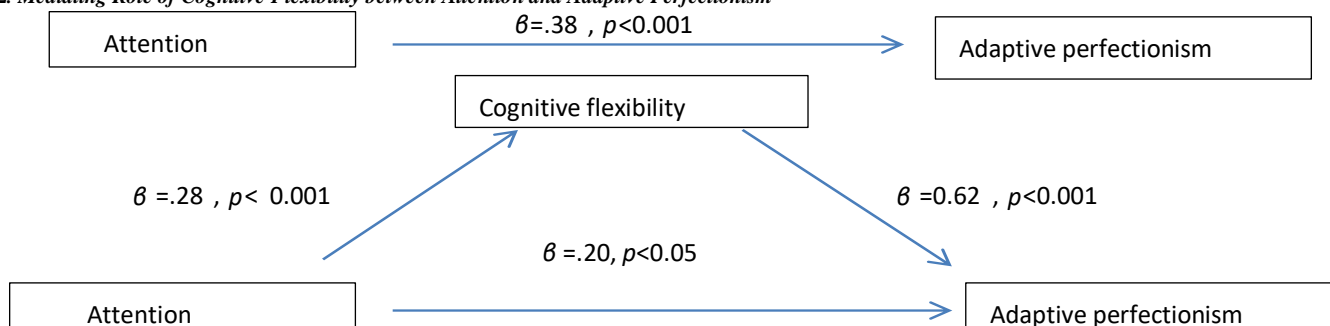 . Mediating Role of Cognitive Flexibility between Attention and Adaptive Perfectionism
β=.38 , p<0.001
Attention
Adaptive perfectionism
Cognitive flexibility
β =.28 , p< 0.001
β =0.62 , p<0.001
β =.20, p<0.05
Attention
Adaptive perfectionism